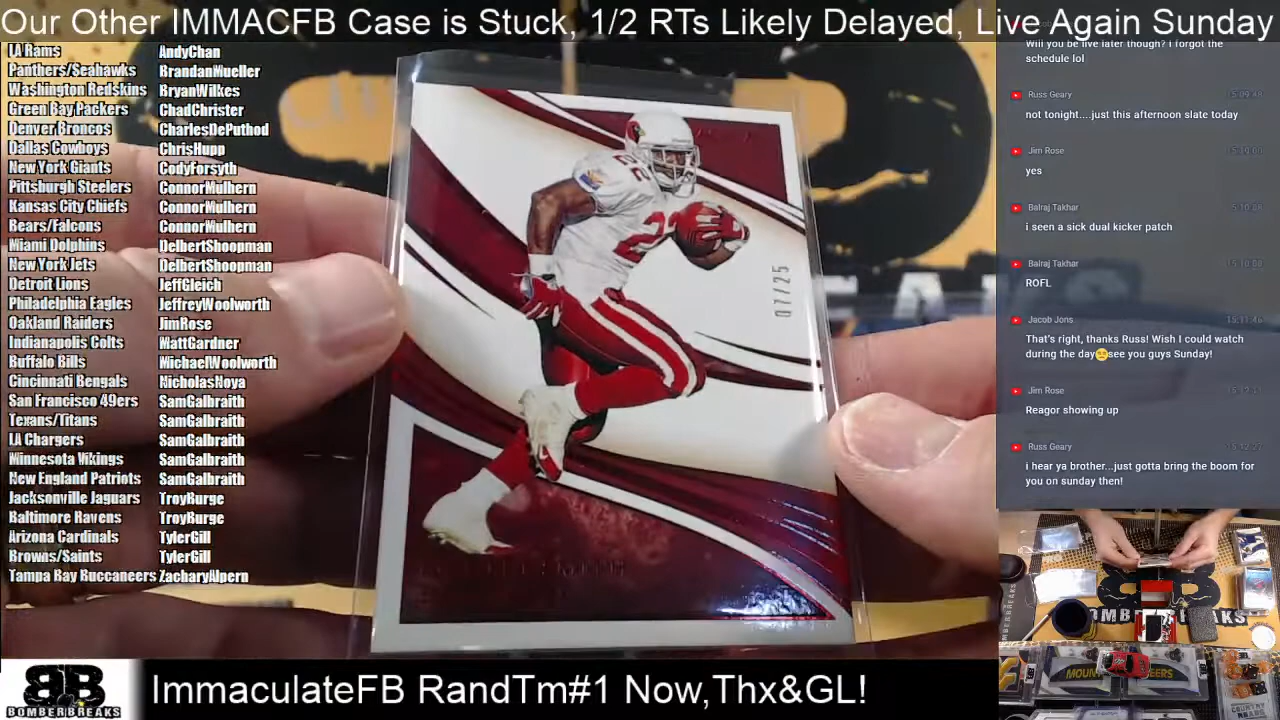 Our Other IMMACFB Case is Stuck, 1/2 RTs Likely Delayed, Live Again Sunday
LA Rams AndyChan
Panthers/Seahawks BrandanMueller
Washington Redskins BryanWilkes
Green Bay Packers ChadChrister
Denver Broncos CharlesDePuthod
Dallas Cowboys ChrisHupp
New York Giants CodyForsyth
Pittsburgh Steelers ConnorMulhern
Kansas City Chiefs ConnorMulhern
Bears/Falcons ConnorMulhern
Miami Dolphins DelbertShoopman
New York Jets DelbertShoopman
Detroit Lions JeffGleich
Philadelphia Eagles JeffreyWoolworth
Oakland Raiders JimRose
Indianapolis Colts MattGardner
Buffalo Bills MichaelWoolworth
Cincinnati Bengals NicholasNoya
San Francisco 49ers SamGalbraith
Texans/Titans SamGalbraith
LA Chargers SamGalbraith
Minnesota Vikings SamGalbraith
New England Patriots SamGalbraith
Jacksonville Jaguars TroyBurge
Baltimore Ravens TroyBurge
Arizona Cardinals TylerGill
Browns/Saints TylerGill
Tampa Bay Buccaneers ZacharyAlpern
22
07/25
Will you be live later though? i forgot the
schedule lol
Russ Geary
not tonight....just this afternoon slate today
Jim Rose
yes
Balraj Takhar
i seen a sick dual kicker patch
Balraj Takhar
ROFL
Jacob Jons
That's right, thanks Russ! Wish I could watch
during the day😔see you guys Sunday!
Jim Rose
Reagor showing up
Russ Geary
i hear ya brother...just gotta bring the boom for
you on sunday then!
BB
BOMBERBREAKS
ImmaculateFB RandTm#1 Now,Thx&GL!